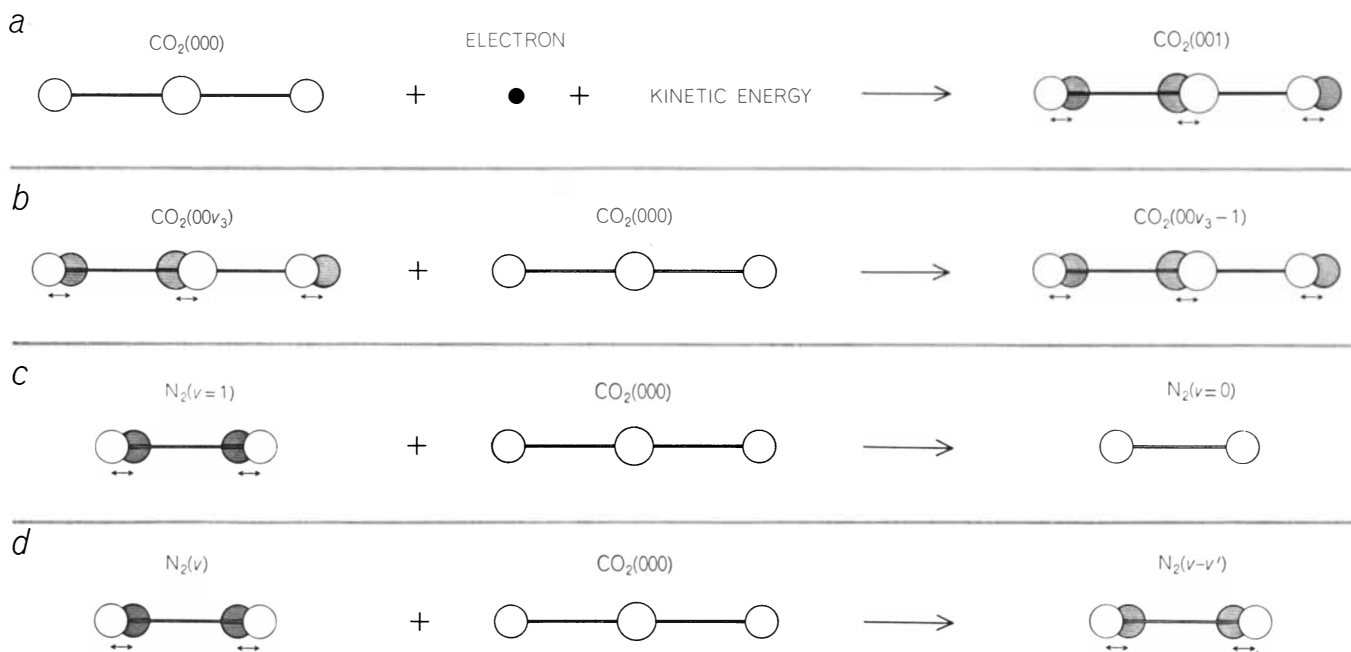 a
CO₂(000) ELECTRON CO₂(001)
+ + KINETIC ENERGY
b
CO₂(00v₃) CO₂(000) CO₂(00v₃−1)
+
c
N₂(v=1) CO₂(000) N₂(v=0)
+
d
N₂(v) CO₂(000) N₂(v−v′)
+